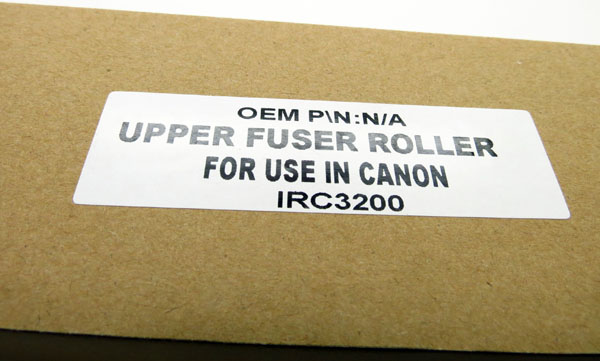 OEM P\N:N/A
UPPER FUSER ROLLER
FOR USE IN CANON
IRC3200